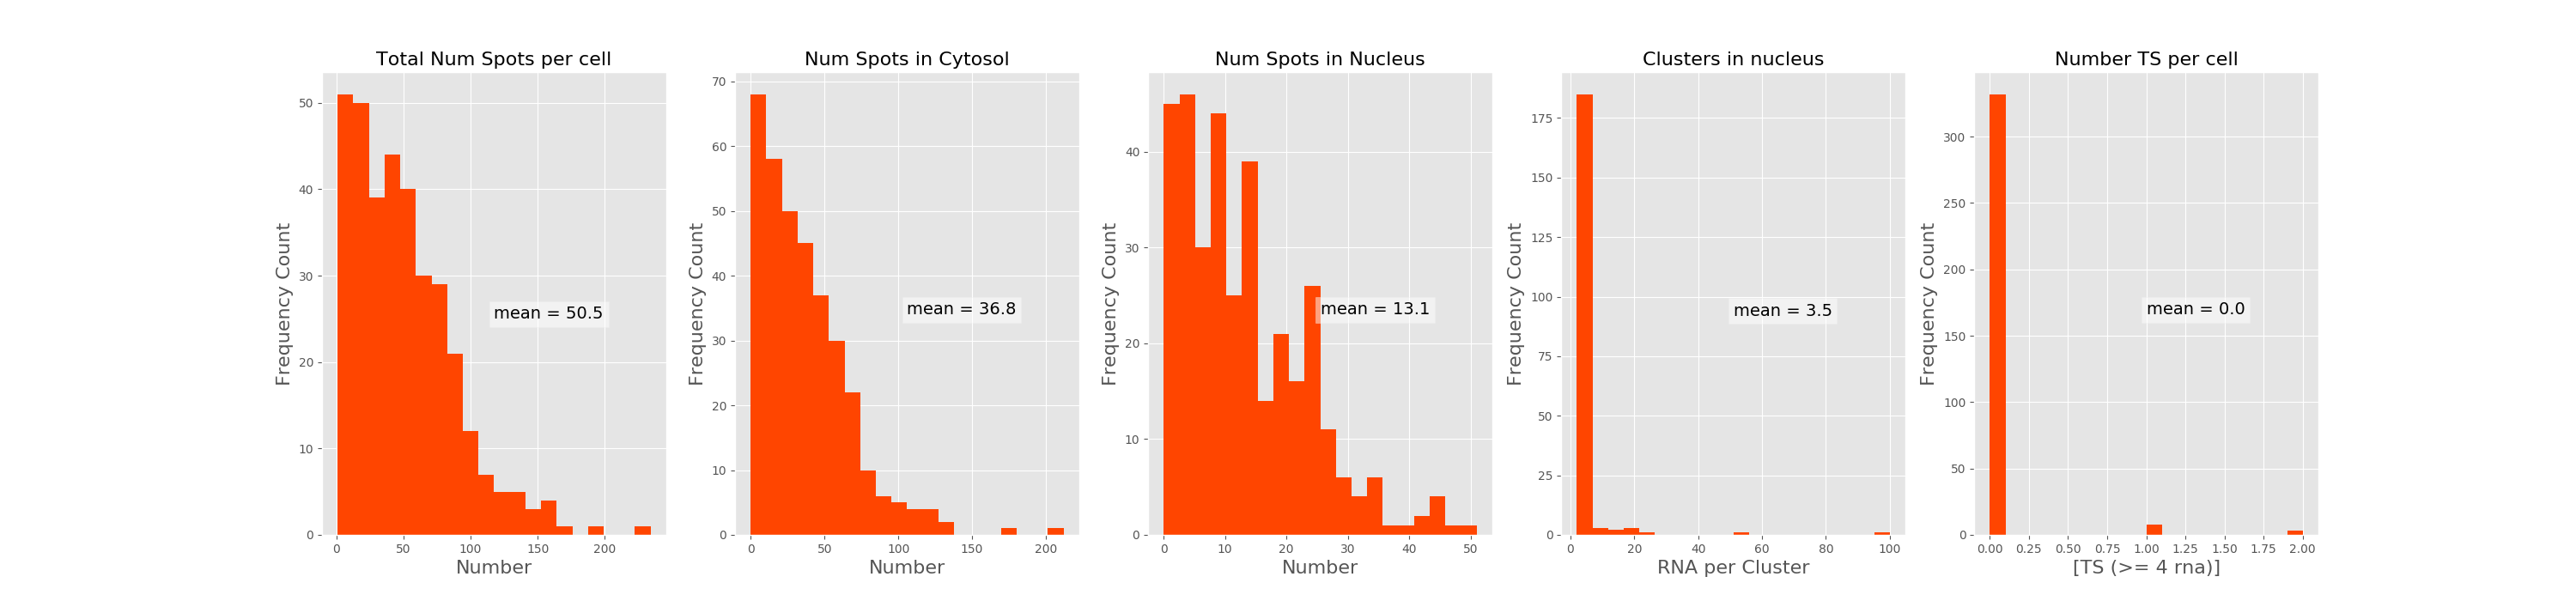 Total Num Spots per cell
Frequency Count
50
40
30
20
10
0
mean = 50.5
0 50 100 150 200
Number
Num Spots in Cytosol
Frequency Count
70
60
50
40
30
20
10
0
mean = 36.8
0 50 100 150 200
Number
Num Spots in Nucleus
Frequency Count
40
30
20
10
0
mean = 13.1
0 10 20 30 40 50
Number
Clusters in nucleus
Frequency Count
175
150
125
100
75
50
25
0
mean = 3.5
0 20 40 60 80 100
RNA per Cluster
Number TS per cell
Frequency Count
300
250
200
150
100
50
0
mean = 0.0
0.00 0.25 0.50 0.75 1.00 1.25 1.50 1.75 2.00
[TS (>= 4 rna)]